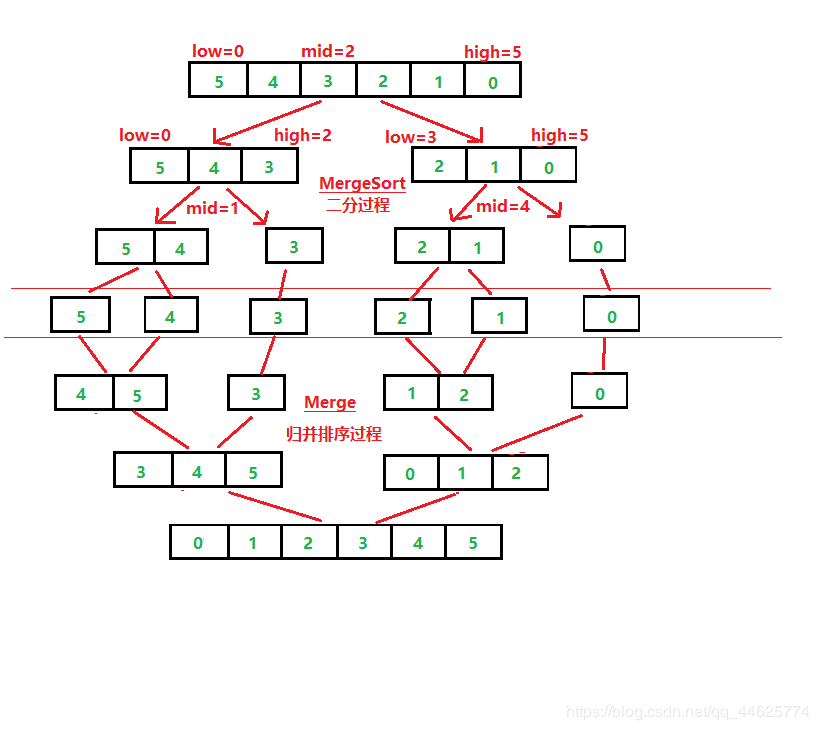 low=0 mid=2 high=5
5 4 3 2 1 0
low=0 high=2 low=3 high=5
5 4 3 2 1 0
MergeSort
二分过程
mid=1 mid=4
5 4 3 2 1 0
5 4 3 2 1 0
4 5 3 1 2 0
Merge
归并排序过程
3 4 5 0 1 2
0 1 2 3 4 5
https://blog.csdn.net/qq_44625774